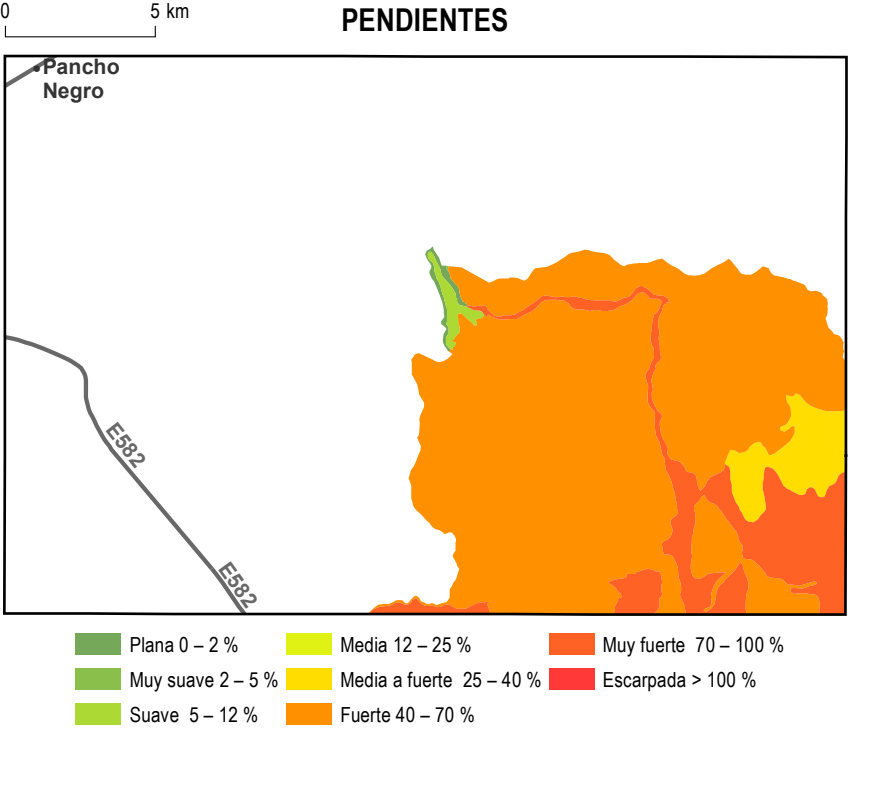 0 5 km
PENDIENTES
Pancho
Negro
E582
E582
Plana 0 – 2 %
Muy suave 2 – 5 %
Suave 5 – 12 %
Media 12 – 25 %
Media a fuerte 25 – 40 %
Fuerte 40 – 70 %
Muy fuerte 70 – 100 %
Escarpada > 100 %